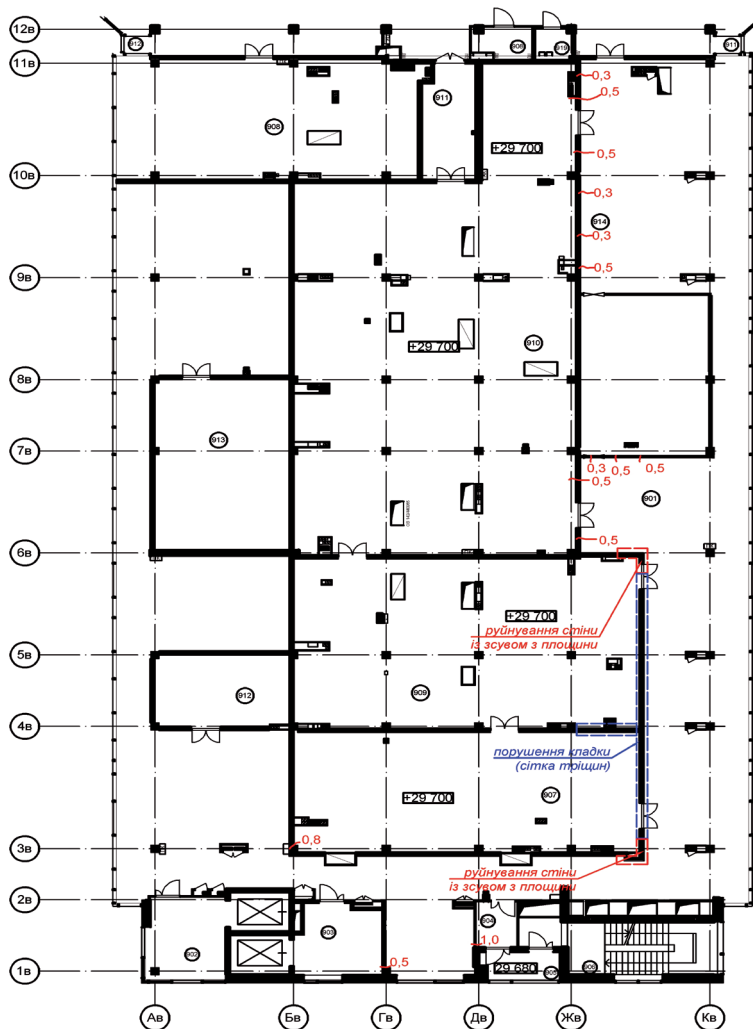 12в
912
908
919
911
11в
0,3
911
0,5
908
+29 700
0,5
10в
0,3
914
0,3
0,5
9в
+29 700
910
8в
913
7в
0,3
0,5
0,5
0,5
901
0,5
6в
+29 700
руйнування стіни
із зсувом з площини
5в
912
909
4в
порушення кладки
(сітка тріщин)
+29 700
907
0,8
3в
руйнування стіни
із зсувом з площини
2в
904
903
902
1,0
0,5
29 680
905
906
1в
Ав
Бв
Гв
Дв
Жв
Кв